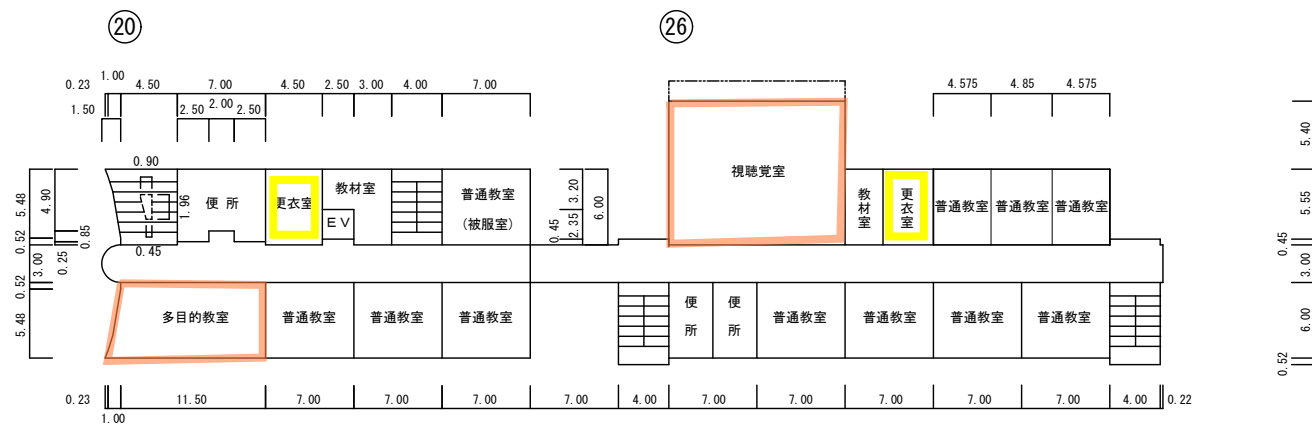 20
26
0.23 1.00 4.50 7.00 4.50 2.50 3.00 4.00 7.00
4.575 4.85 4.575
1.50 2.50 2.00 2.50
0.90
1.96
0.45
便 所
更衣室
教材室
EV
普通教室
(被服室)
視聴覚室
教材室
更衣室
普通教室
普通教室
普通教室
5.48 4.90
0.52 0.85
3.00 0.25
0.52
5.48
3.20
6.00
2.35
0.45
5.40
5.55
0.45
3.00
6.00
0.52
多目的教室
普通教室
普通教室
普通教室
便所
便所
普通教室
普通教室
普通教室
普通教室
0.23 1.00 11.50 7.00 7.00 7.00 7.00 4.00 7.00 7.00 7.00 7.00 7.00 4.00 0.22